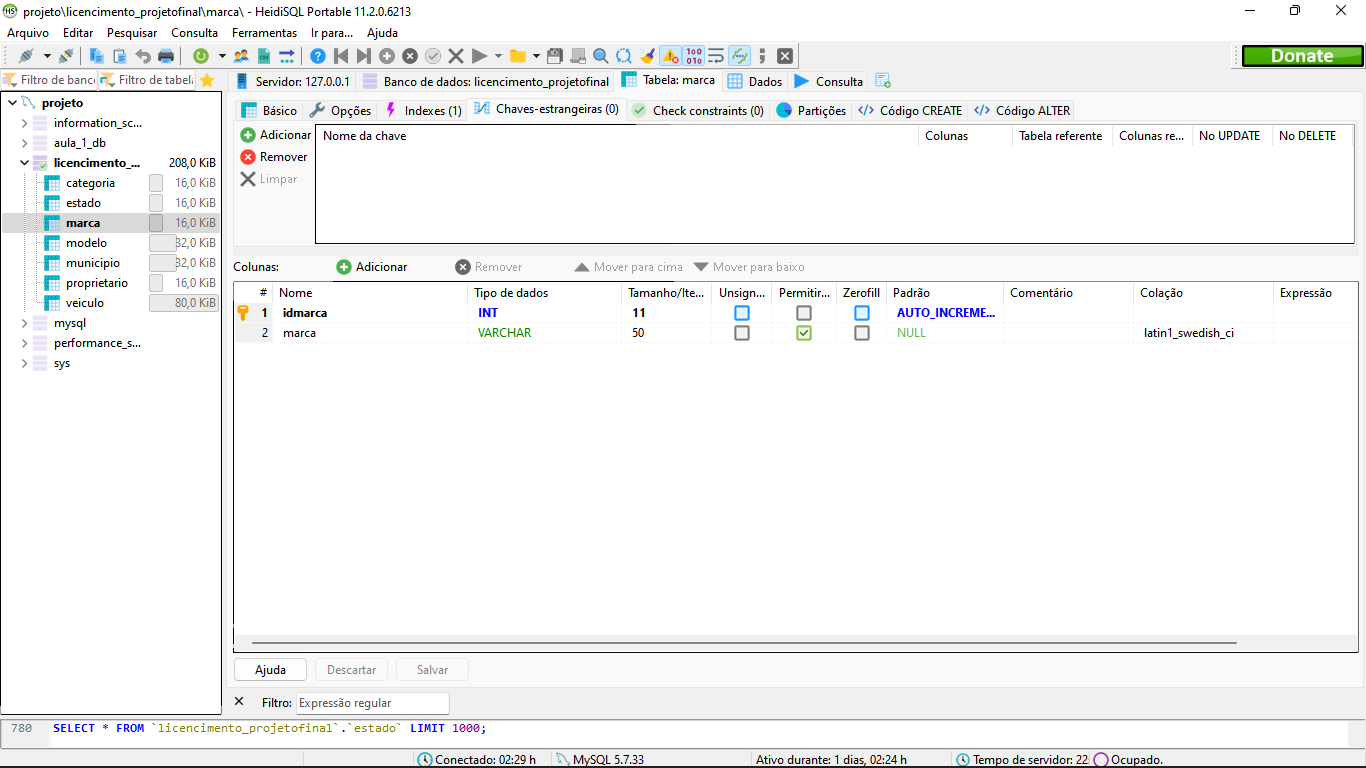 projeto\licencimento_projetofinal\marca\ - HeidiSQL Portable 11.2.0.6213
Arquivo Editar Pesquisar Consulta Ferramentas Ir para... Ajuda
Donate
Filtro de banc Filtro de tabela Servidor: 127.0.0.1 Banco de dados: licencimento_projetofinal Tabela: marca Dados Consulta
projeto
information_sc...
aula_1_db
licencimento_... 208,0 KiB
categoria 16,0 KiB
estado 16,0 KiB
marca 16,0 KiB
modelo 32,0 KiB
municipio 32,0 KiB
proprietario 16,0 KiB
veiculo 80,0 KiB
mysql
performance_s...
sys
Básico Opções Indexes (1) Chaves-estrangeiras (0) Check constraints (0) Partições Código CREATE Código ALTER
Adicionar
Remover
Limpar
Nome da chave Colunas Tabela referente Colunas re... No UPDATE No DELETE
Colunas: Adicionar Remover Mover para cima Mover para baixo
# Nome Tipo de dados Tamanho/Ite... Unsign... Permitir... Zerofill Padrão Comentário Colação Expressão
1 idmarca INT 11 AUTO_INCREME...
2 marca VARCHAR 50 NULL latin1_swedish_ci
Ajuda Descartar Salvar
Filtro: Expressão regular
780 SELECT * FROM `licencimento_projetofinal`.`estado` LIMIT 1000;
Conectado: 02:29 h MySQL 5.7.33 Ativo durante: 1 dias, 02:24 h Tempo de servidor: 22 Ocupado.